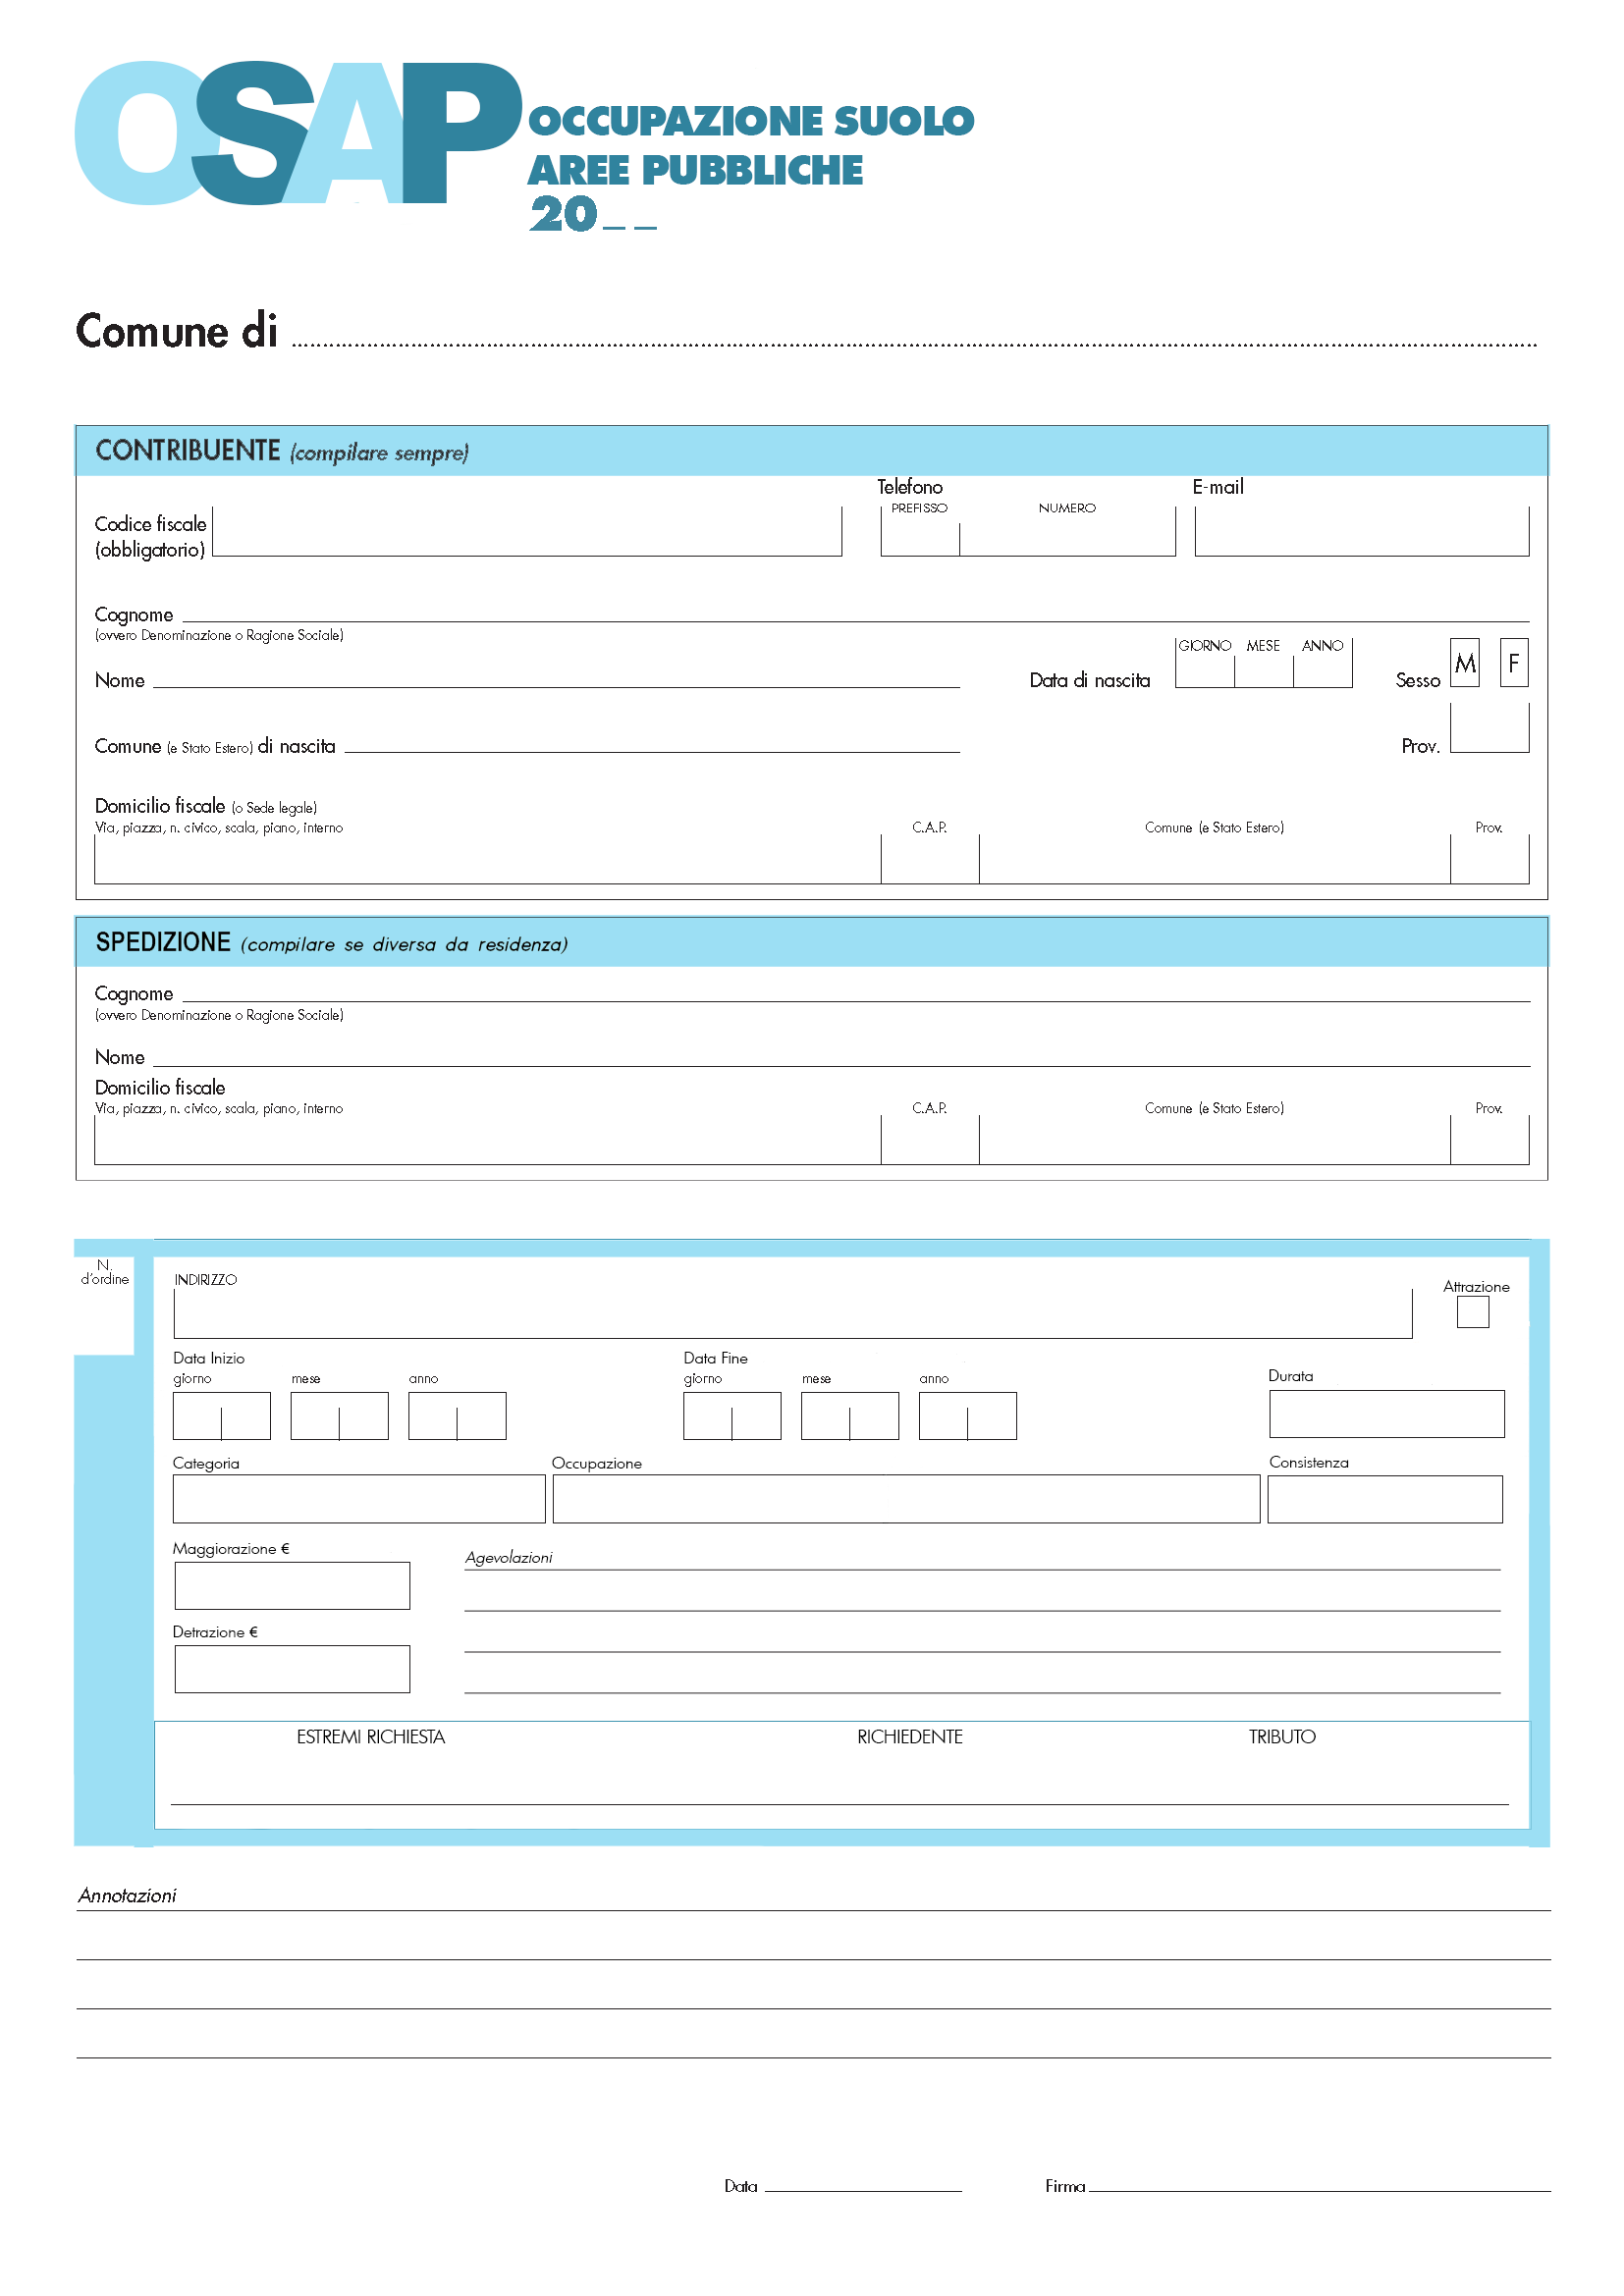 OSAP OCCUPAZIONE SUOLO
AREE PUBBLICHE
20_ _
Comune di
CONTRIBUENTE (compilare sempre)
Telefono E-mail
PREFISSO NUMERO
Codice fiscale
(obbligatorio)
Cognome
(ovvero Denominazione o Ragione Sociale)
GIORNO MESE ANNO
Nome Data di nascita Sesso M F
Comune (e Stato Estero) di nascita Prov.
Domicilio fiscale (o Sede legale)
Via, piazza, n. civico, scala, piano, interno C.A.P. Comune (e Stato Estero) Prov.
SPEDIZIONE (compilare se diversa da residenza)
Cognome
(ovvero Denominazione o Ragione Sociale)
Nome
Domicilio fiscale
Via, piazza, n. civico, scala, piano, interno C.A.P. Comune (e Stato Estero) Prov.
N.
d'ordine
INDIRIZZO Attrazione
Data Inizio Data Fine Durata
giorno mese anno giorno mese anno
Categoria Occupazione Consistenza
Maggiorazione € Agevolazioni
Detrazione €
ESTREMI RICHIESTA RICHIEDENTE TRIBUTO
Annotazioni
Data Firma